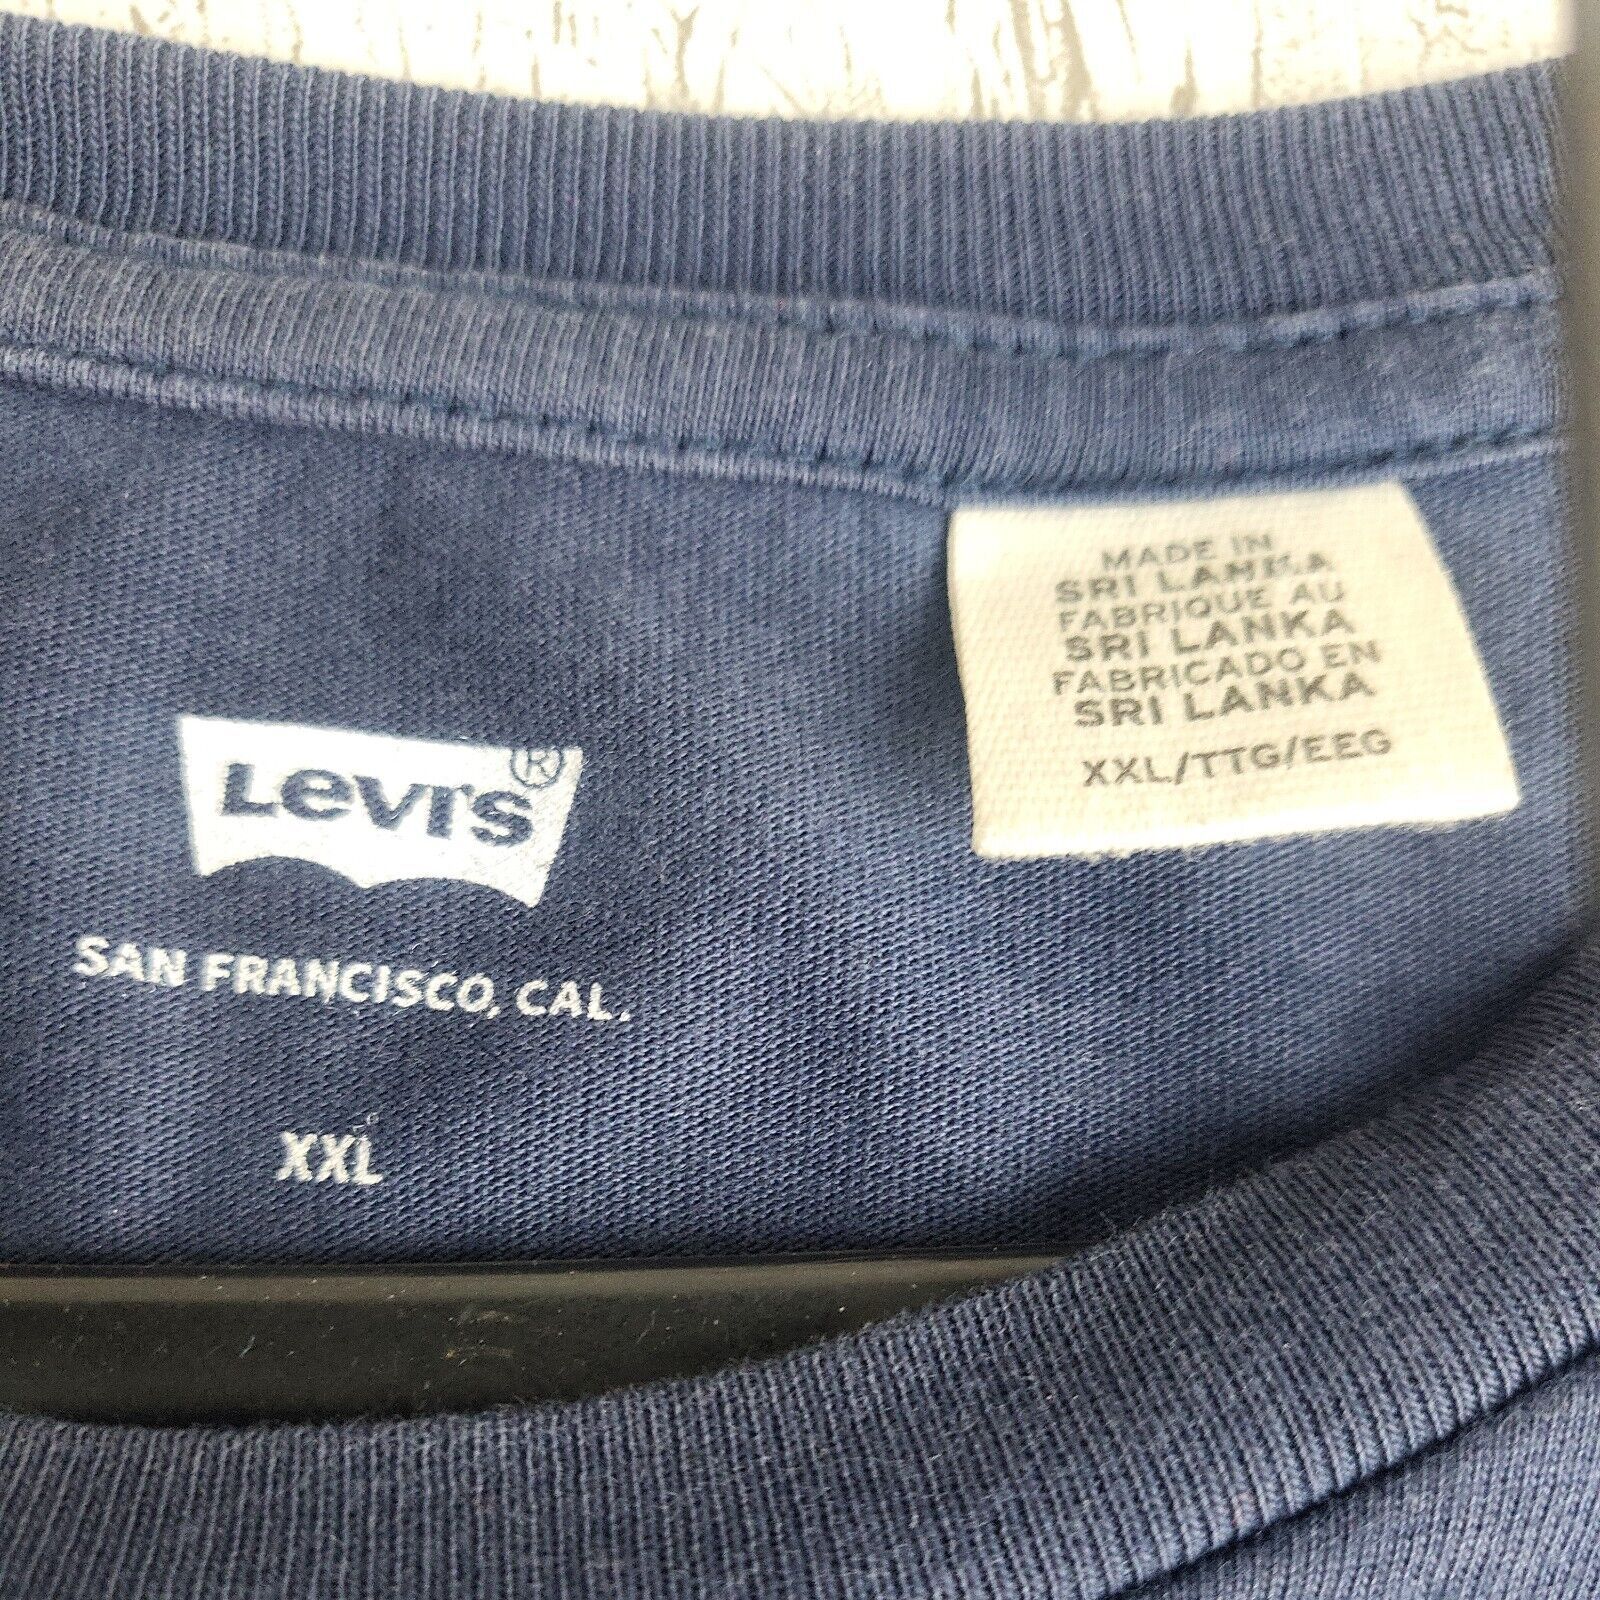 LEVI'S®
SAN FRANCISCO, CAL.
XXL
MADE IN
SRI LANKA
FABRIQUE AU
SRI LANKA
FABRICADO EN
SRI LANKA
XXL/TTG/EEG